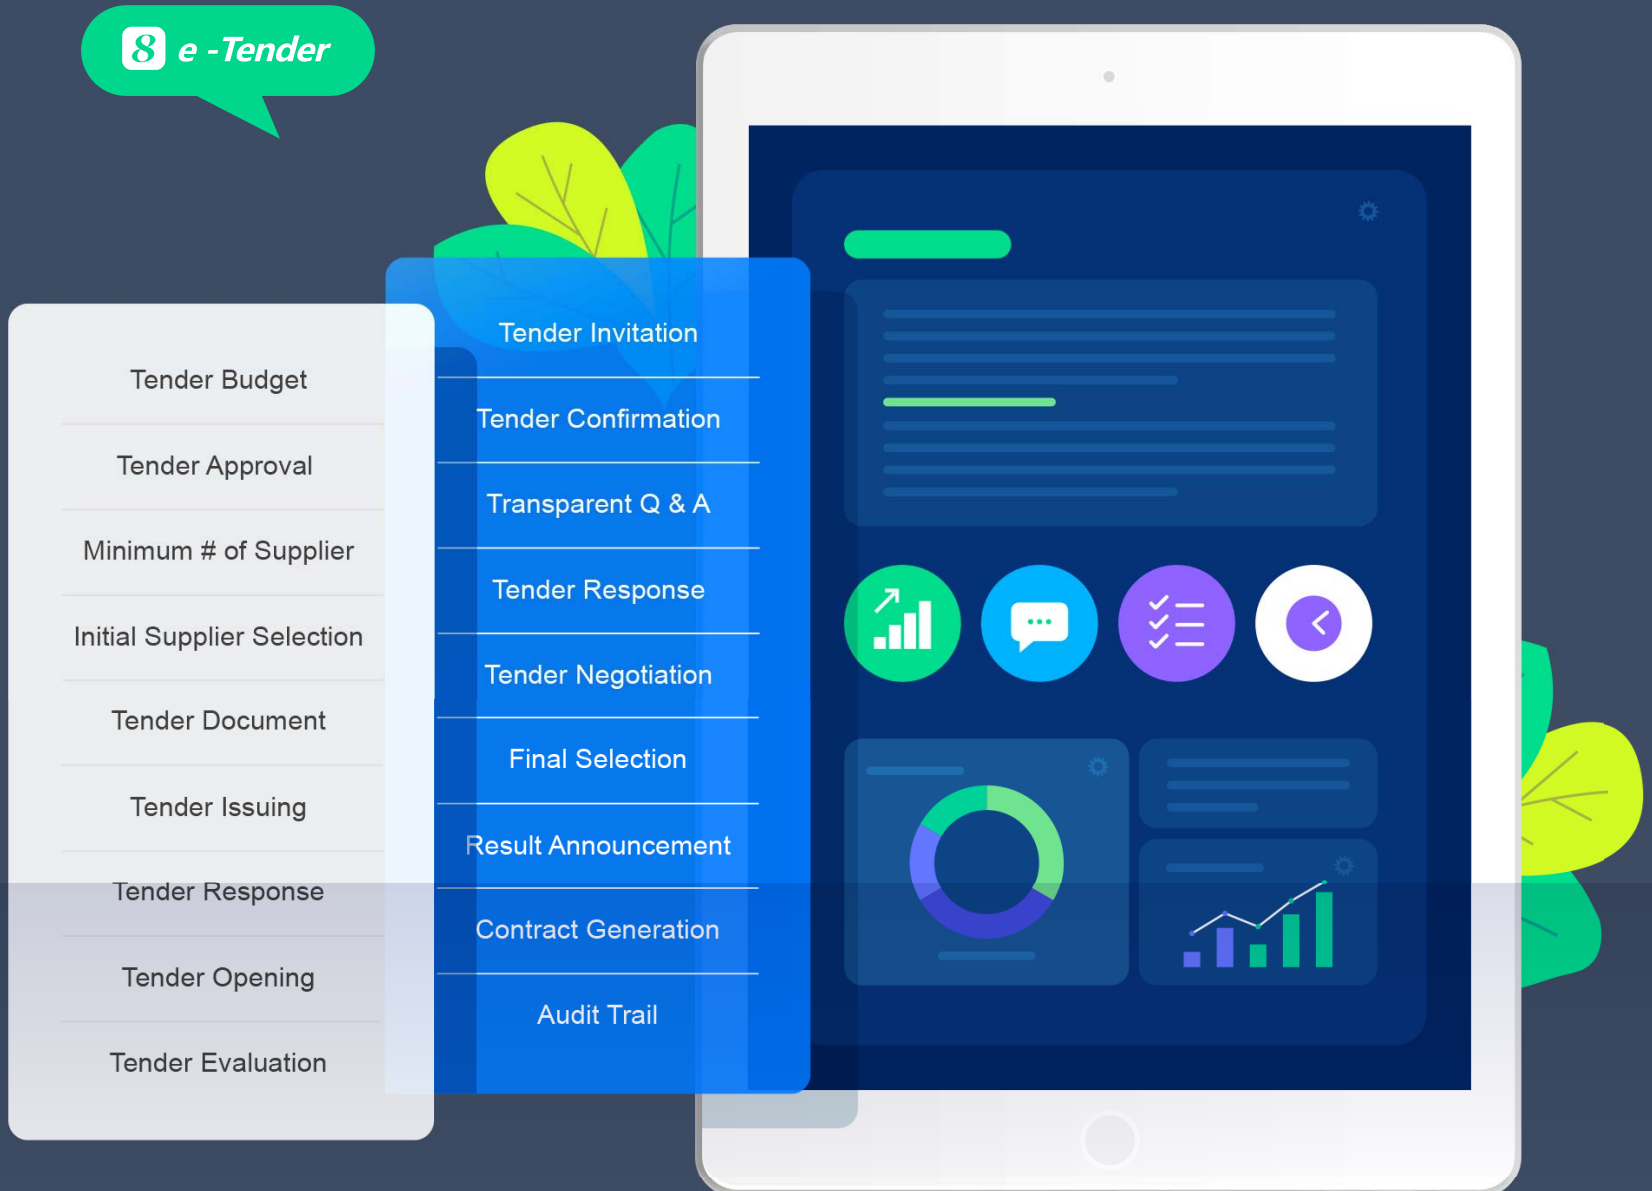 8 e -Tender
Tender Budget
Tender Approval
Minimum # of Supplier
Initial Supplier Selection
Tender Document
Tender Issuing
Tender Response
Tender Opening
Tender Evaluation
Tender Invitation
Tender Confirmation
Transparent Q & A
Tender Response
Tender Negotiation
Final Selection
Result Announcement
Contract Generation
Audit Trail